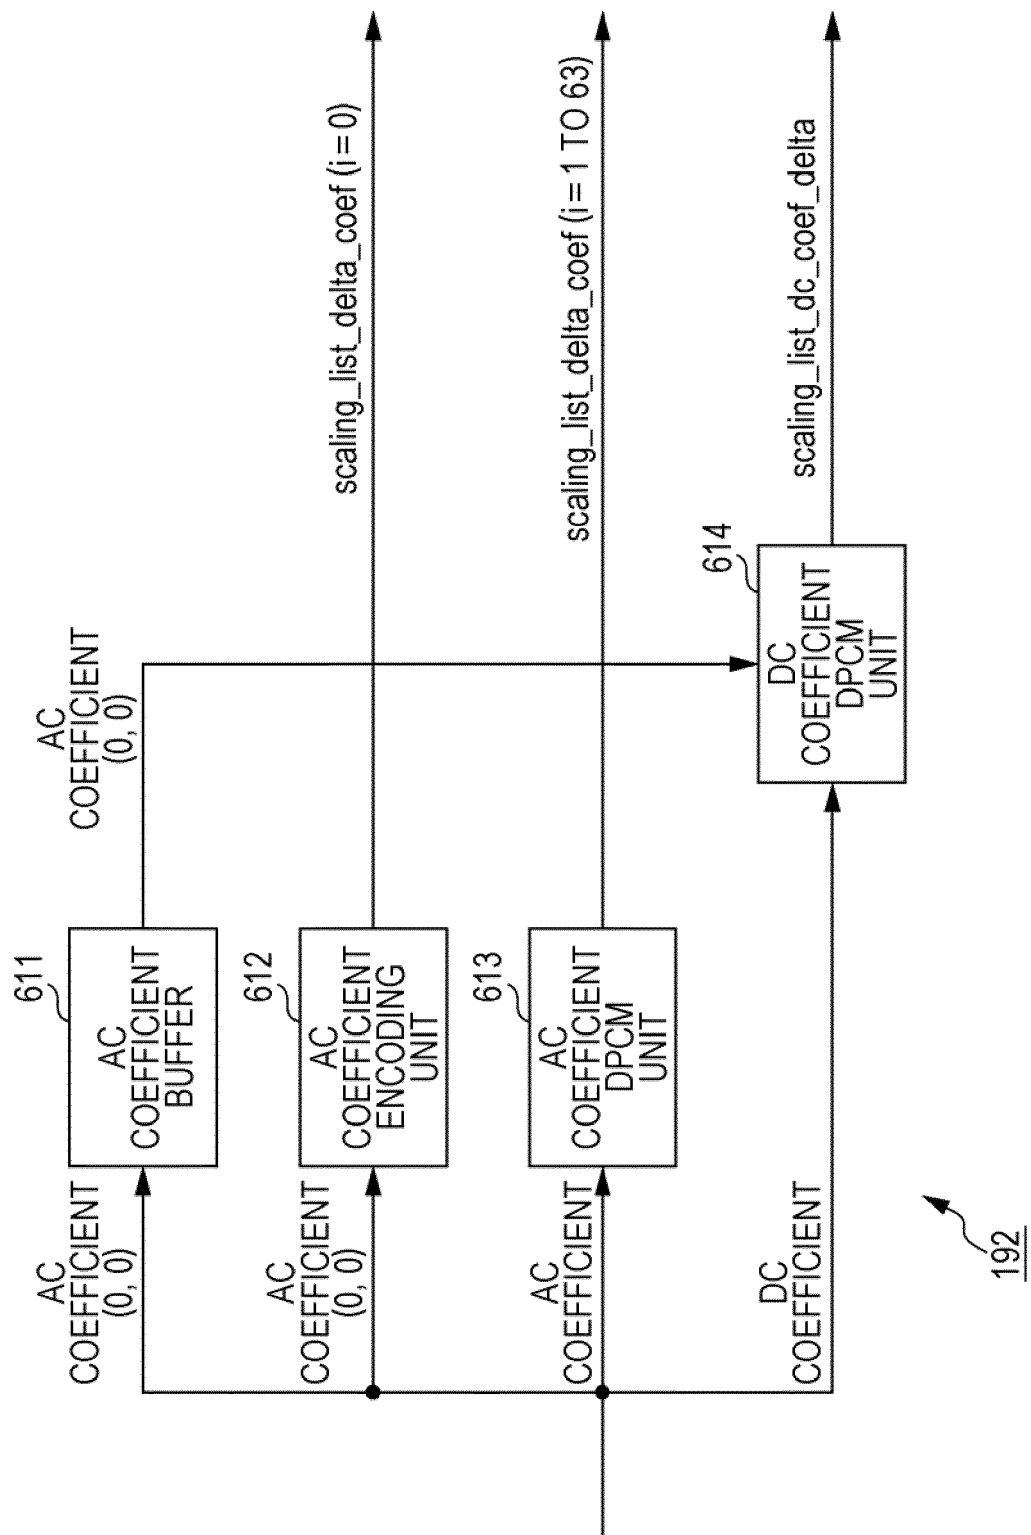 AC
COEFFICIENT
(0, 0)
611
AC
COEFFICIENT
BUFFER
AC
COEFFICIENT
(0, 0)
AC
COEFFICIENT
(0, 0)
612
AC
COEFFICIENT
ENCODING
UNIT
scaling_list_delta_coef (i = 0)
AC
COEFFICIENT
613
AC
COEFFICIENT
DPCM
UNIT
scaling_list_delta_coef (i = 1 TO 63)
DC
COEFFICIENT
614
DC
COEFFICIENT
DPCM
UNIT
scaling_list_dc_coef_delta
192